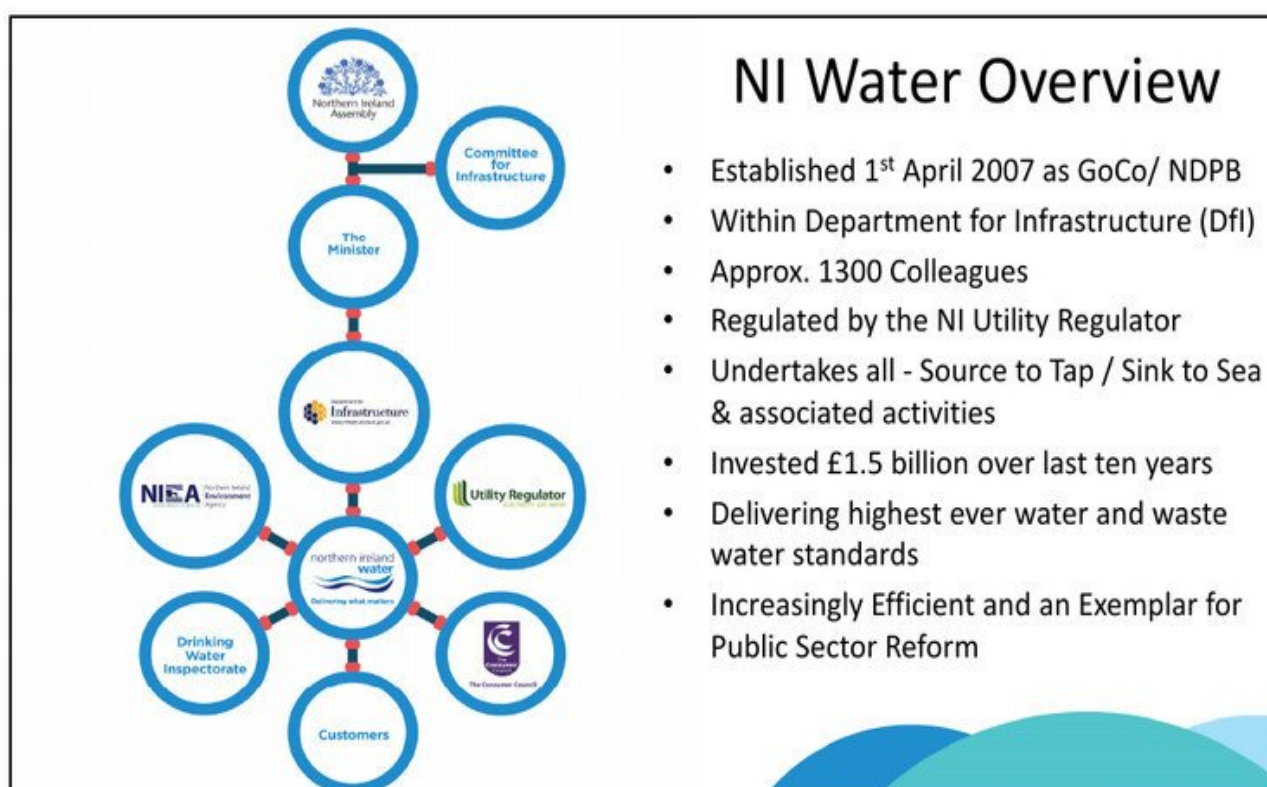 NI Water Overview
• Established 1st April 2007 as GoCo/ NDPB
• Within Department for Infrastructure (DfI)
• Approx. 1300 Colleagues
• Regulated by the NI Utility Regulator
• Undertakes all - Source to Tap / Sink to Sea
& associated activities
• Invested £1.5 billion over last ten years
• Delivering highest ever water and waste
water standards
• Increasingly Efficient and an Exemplar for
Public Sector Reform
Northern Ireland
Assembly
Committee
for
Infrastructure
The
Minister
Infrastructure
NIEA
Northern Ireland
Environment
Agency
Utility Regulator
northern ireland
water
Delivering what matters
Drinking
Water
Inspectorate
The Consumer Council
Customers